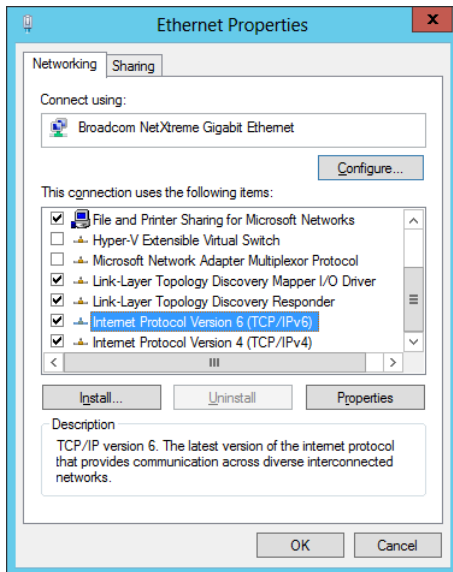 Ethernet Properties
x
Networking Sharing
Connect using:
Broadcom NetXtreme Gigabit Ethernet
Configure...
This connection uses the following items:
File and Printer Sharing for Microsoft Networks
Hyper-V Extensible Virtual Switch
Microsoft Network Adapter Multiplexor Protocol
Link-Layer Topology Discovery Mapper I/O Driver
Link-Layer Topology Discovery Responder
Internet Protocol Version 6 (TCP/IPv6)
Internet Protocol Version 4 (TCP/IPv4)
Install... Uninstall Properties
Description
TCP/IP version 6. The latest version of the internet protocol
that provides communication across diverse interconnected
networks.
OK Cancel